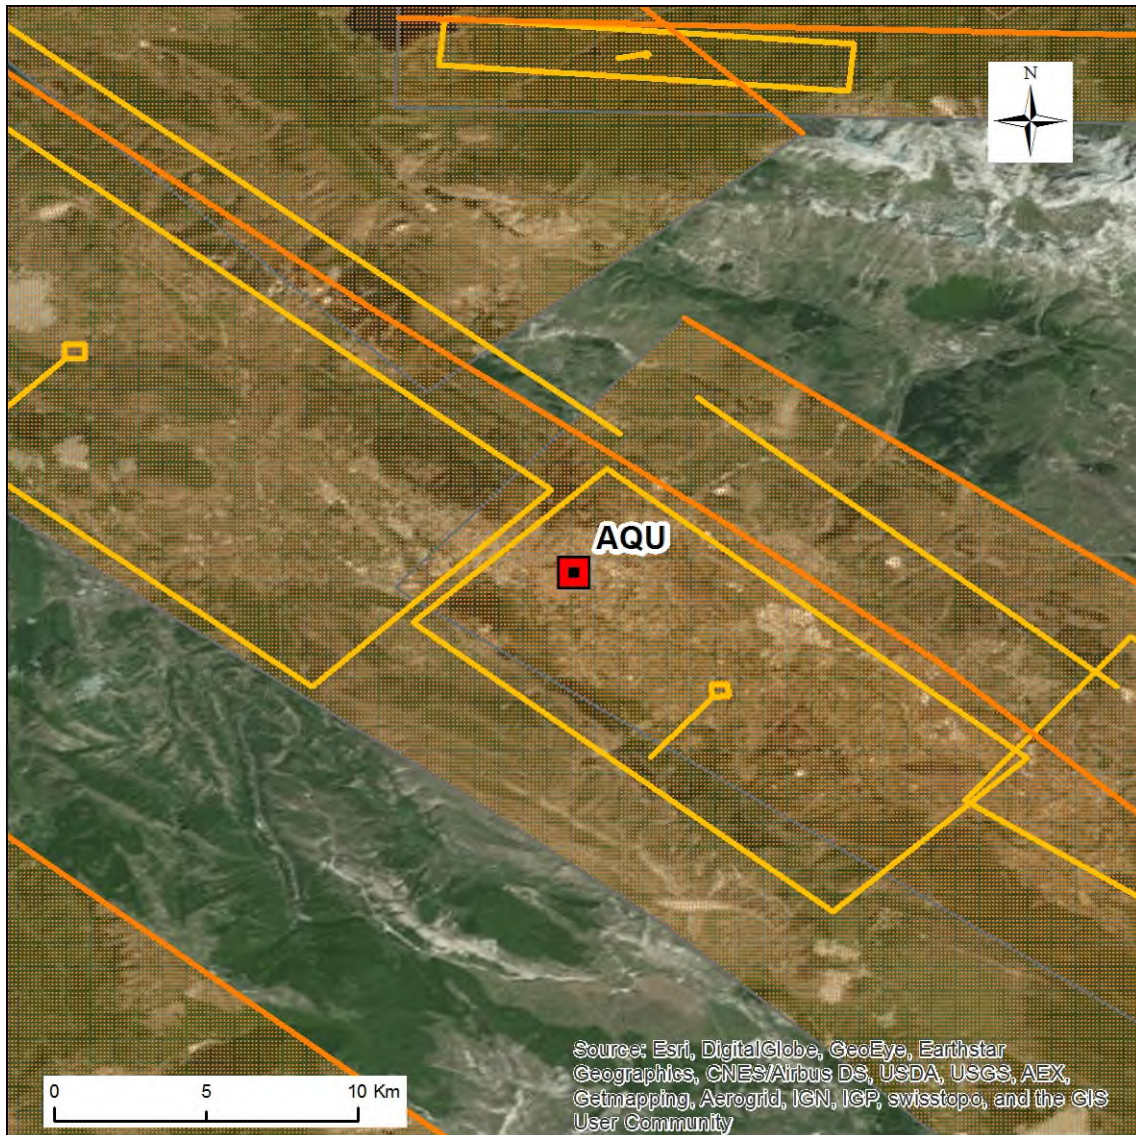 N
AQU
Source: Esri, DigitalGlobe, GeoEye, Earthstar
Geographics, CNES/Airbus DS, USDA, USGS, AEX,
Getmapping, Aerogrid, IGN, IGP, swisstopo, and the GIS
User Community
0 5 10 Km